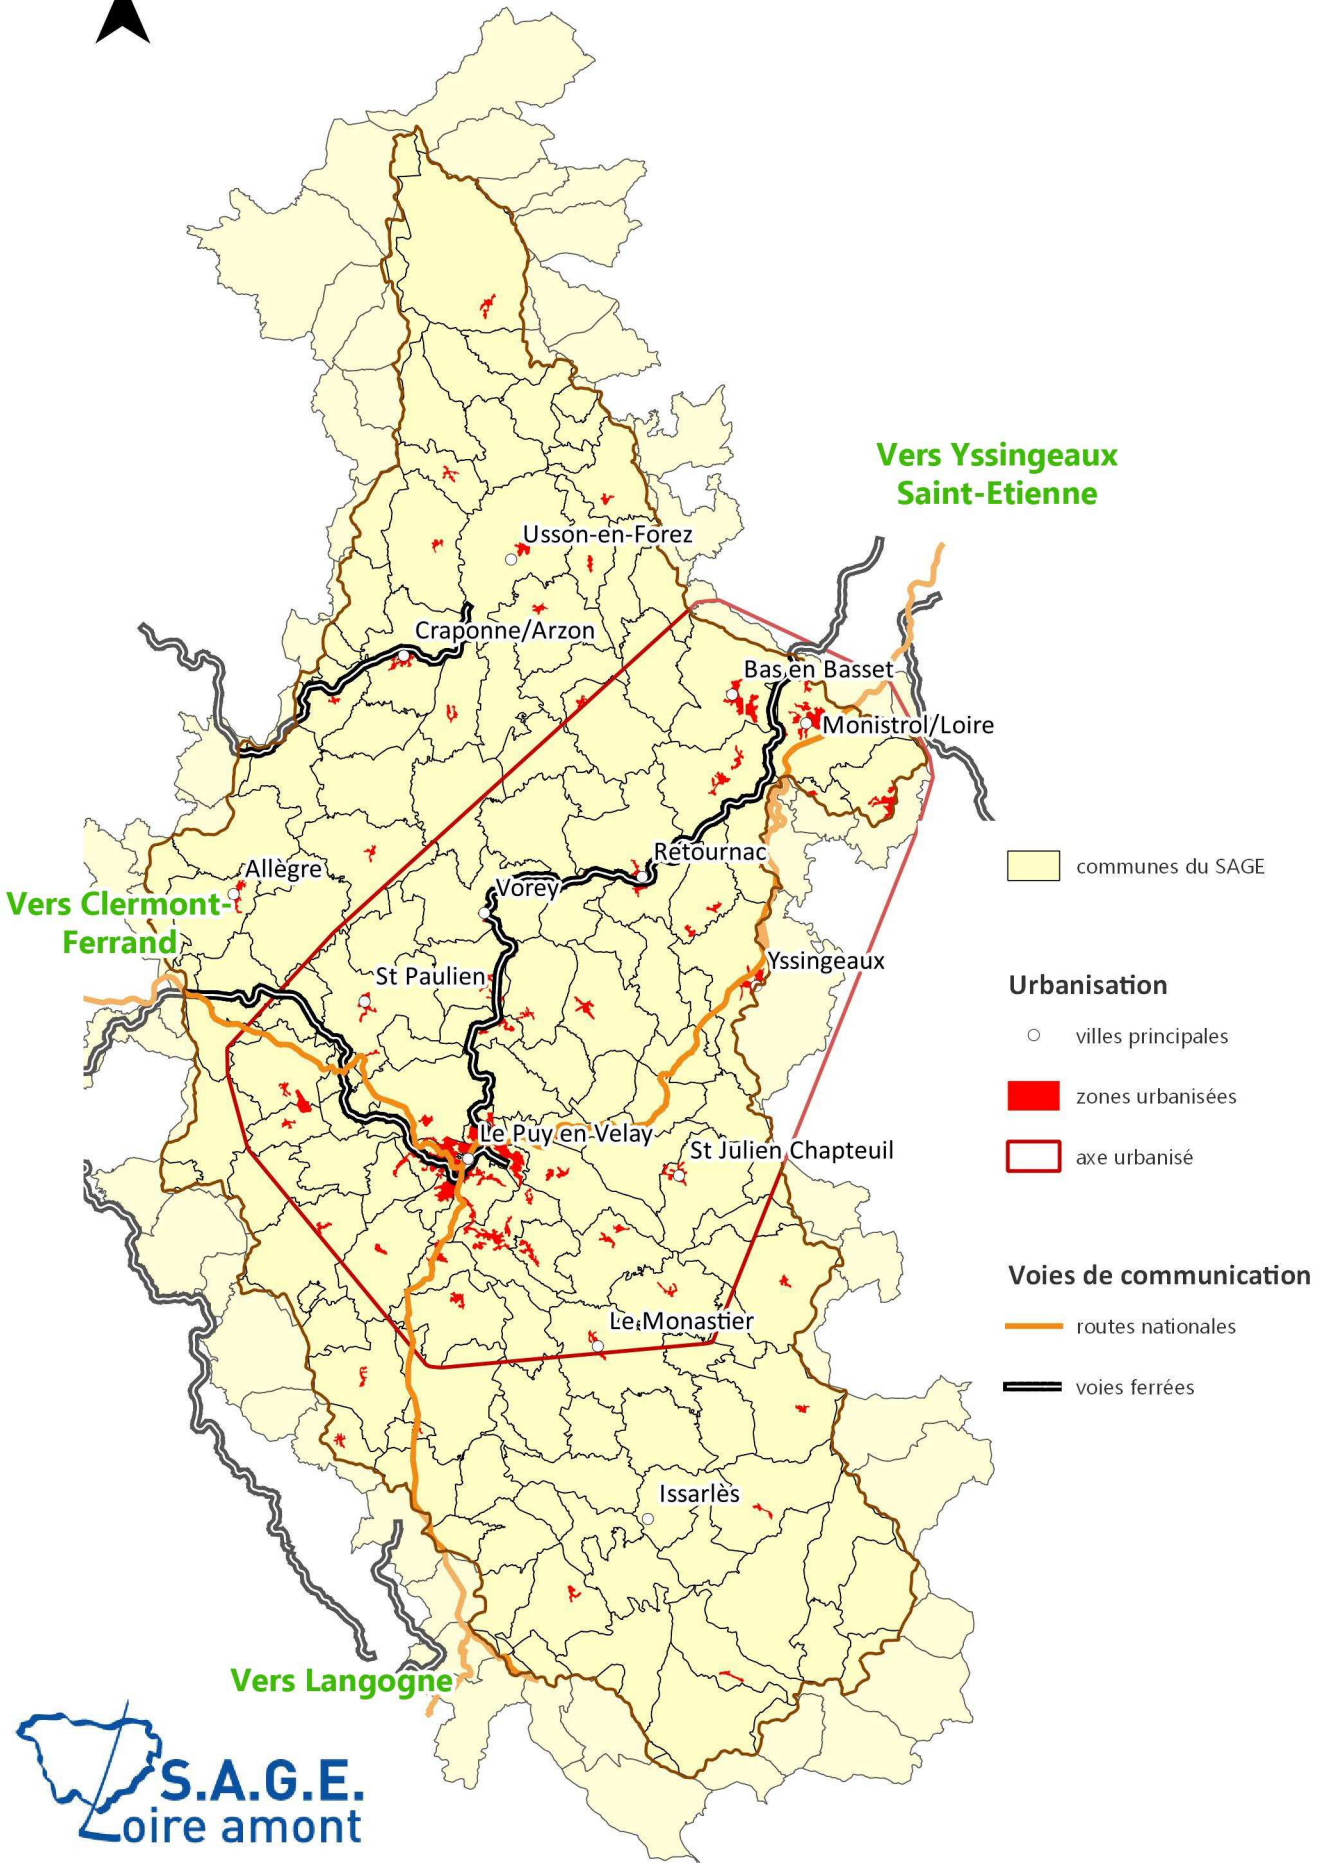 Vers Yssingeaux
Saint-Etienne
Usson-en-Forez
Craponne/Arzon
Bas en Basset
Monistrol/Loire
Retournac
Allègre
Vorey
Vers Clermont-
Ferrand
St Paulien
Yssingeaux
Le Puy en Velay
St Julien Chapteuil
Le Monastier
Issarlès
Vers Langogne
communes du SAGE
Urbanisation
villes principales
zones urbanisées
axe urbanisé
Voies de communication
routes nationales
voies ferrées
S.A.G.E.
Loire amont